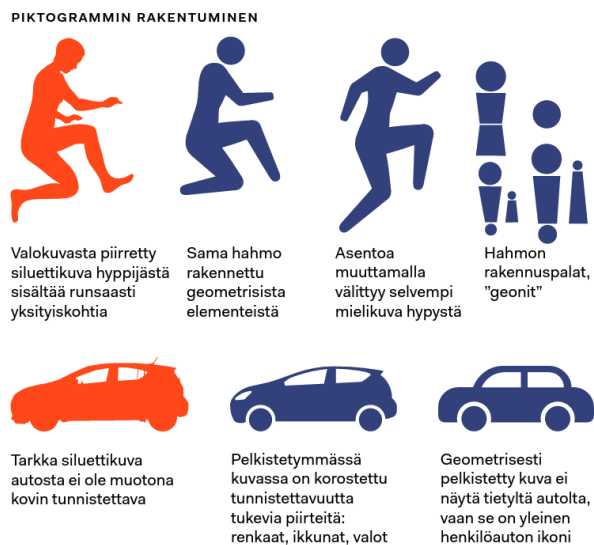 PIKTOGRAMMIN RAKENTUMINEN
Valokuvasta piirretty
siluettikuva hyppijästä
sisältää runsaasti
yksityiskohtia
Sama hahmo
rakennettu
geometrisista
elementeistä
Asentoa
muuttamalla
välittyy selvempi
mielikuva hypystä
Hahmon
rakennuspalat,
”geonit”
Tarkka siluettikuva
autosta ei ole muotona
kovin tunnistettava
Pelkistetymmässä
kuvassa on korostettu
tunnistettavuutta
tukevia piirteitä:
renkaat, ikkunat, valot
Geometrisesti
pelkistetty kuva ei
näytä tietyltä autolta,
vaan se on yleinen
henkilöauton ikoni